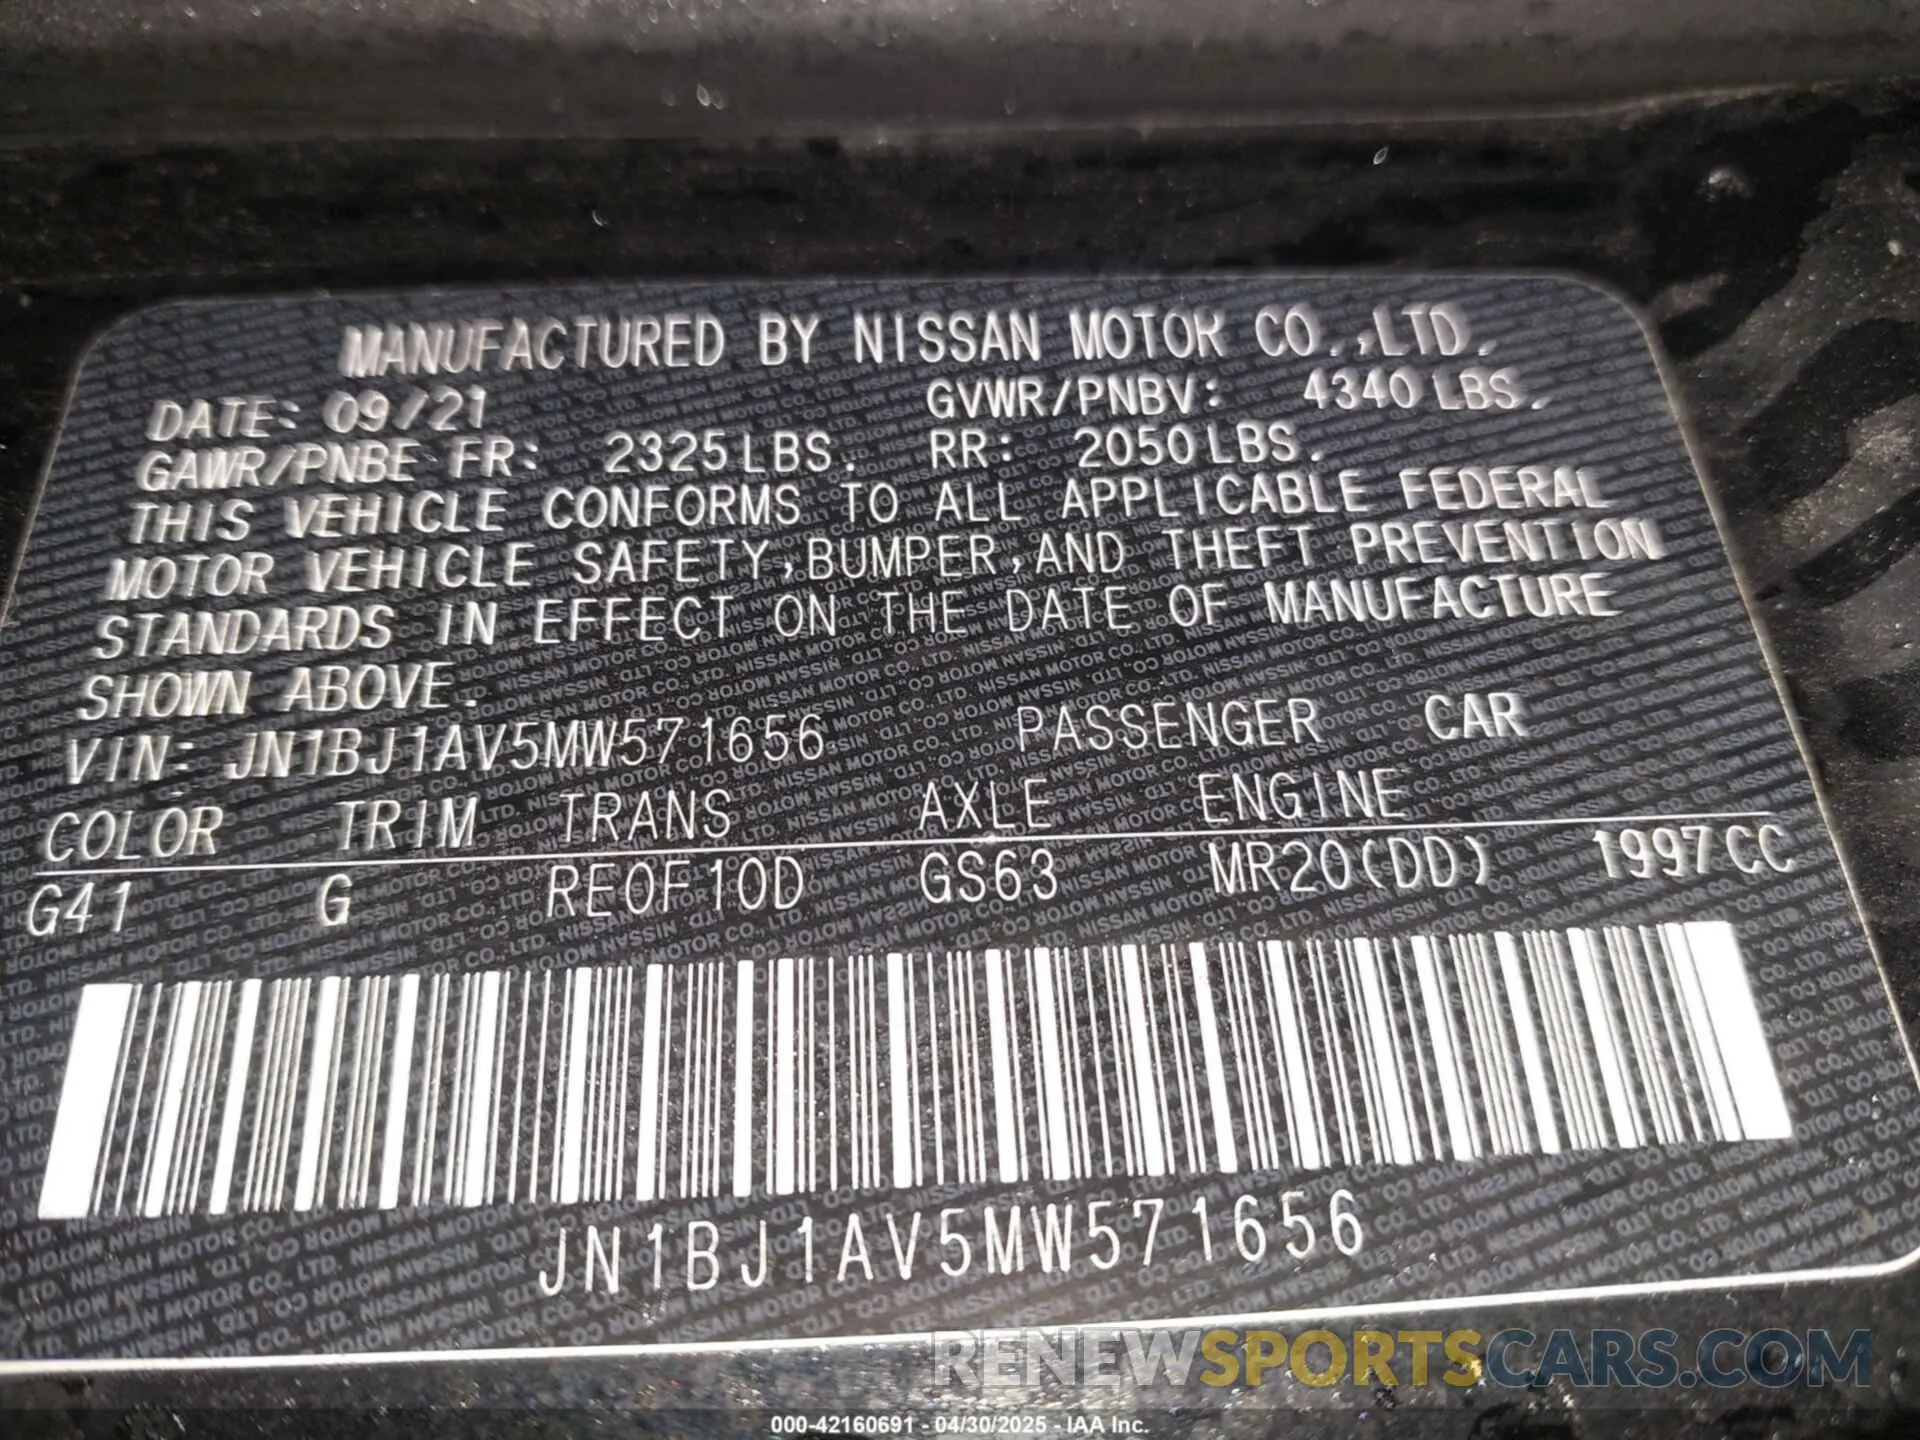 MANUFACTURED BY NISSAN MOTOR CO.,LTD.
DATE: 09/21 GVWR/PNBV: 4340 LBS.
GAWR/PNBE FR: 2325 LBS. RR: 2050 LBS.
THIS VEHICLE CONFORMS TO ALL APPLICABLE FEDERAL
MOTOR VEHICLE SAFETY,BUMPER,AND THEFT PREVENTION
STANDARDS IN EFFECT ON THE DATE OF MANUFACTURE
SHOWN ABOVE.
VIN: JN1BJ1AV5MW571656 PASSENGER CAR
COLOR TRIM TRANS AXLE ENGINE
G41 G RE0F10D GS63 MR20(DD) 1997CC
JN1BJ1AV5MW571656
RENEWSPORTSCARS.COM
000-42160691 - 04/30/2025 - IAA Inc.